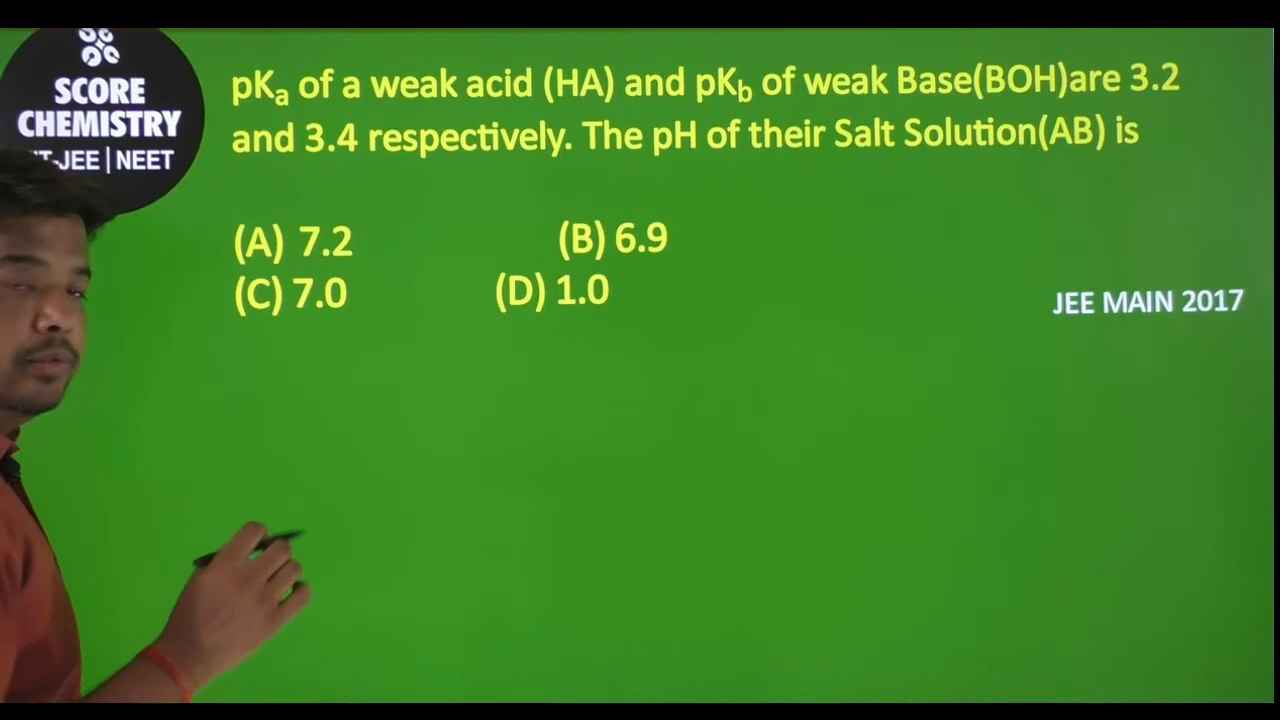 SCORE
CHEMISTRY
IIT-JEE | NEET
pKₐ of a weak acid (HA) and pK_b of weak Base(BOH)are 3.2
and 3.4 respectively. The pH of their Salt Solution(AB) is
(A) 7.2 (B) 6.9
(C) 7.0 (D) 1.0
JEE MAIN 2017